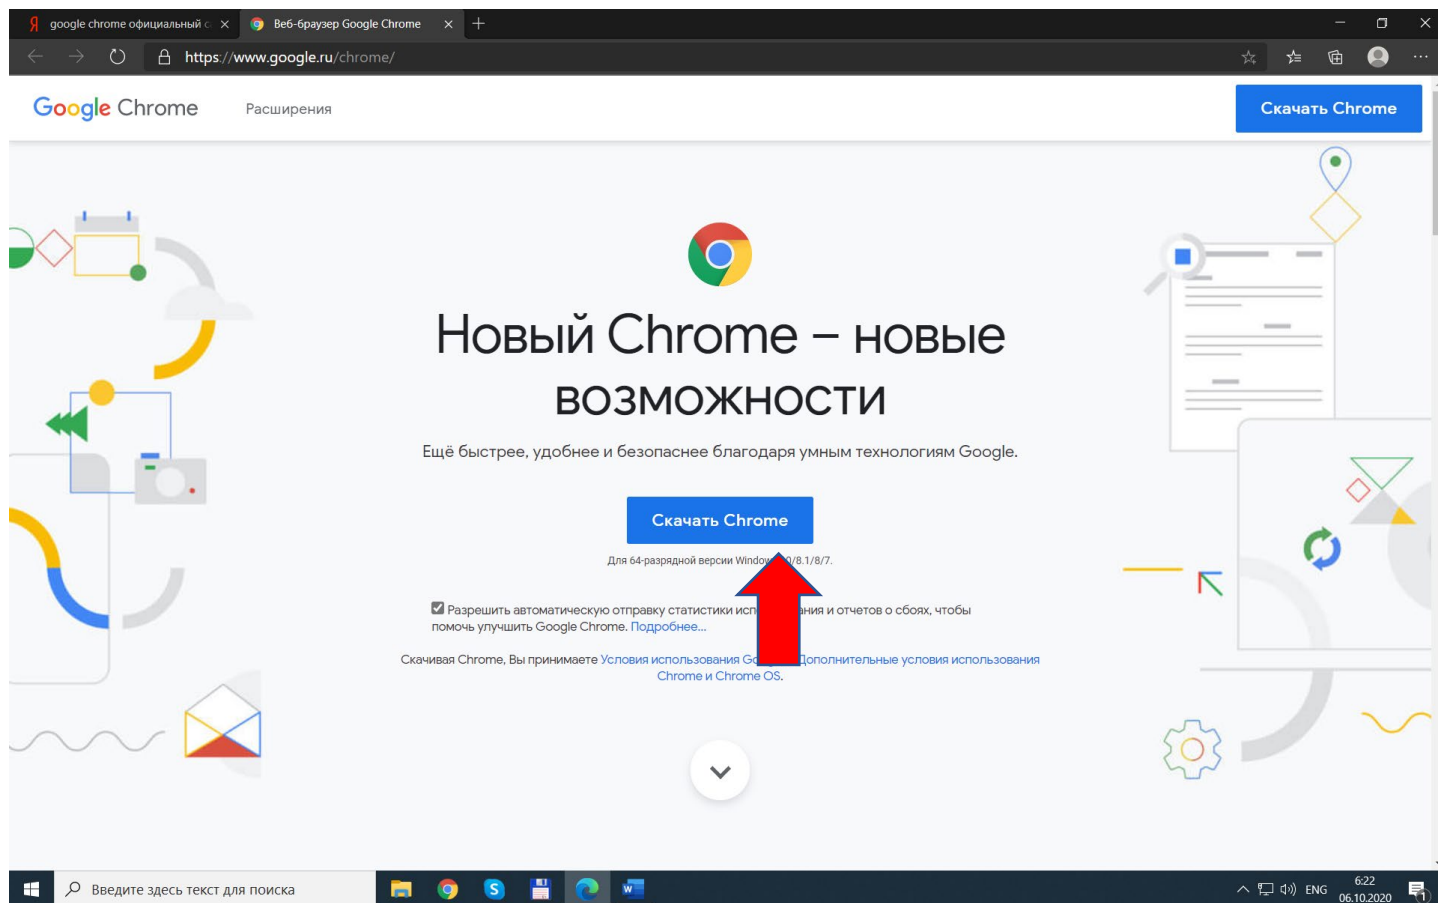 google chrome официальный
Веб-браузер Google Chrome
https://www.google.ru/chrome/
Google Chrome
Расширения
Скачать Chrome
Новый Chrome – новые
возможности
Ещё быстрее, удобнее и безопаснее благодаря умным технологиям Google.
Скачать Chrome
Для 64-разрядной версии 0/8.1/8/7.
Разрешить автоматическую отправку статистики и отчетов о сбоях, чтобы
помочь улучшить Google Chrome. Подробнее...
Скачивая Chrome, Вы принимаете Условия использования Дополнительные условия использования
Chrome и Chrome OS.
Введите здесь текст для поиска
ENG
6:22
06.10.2020